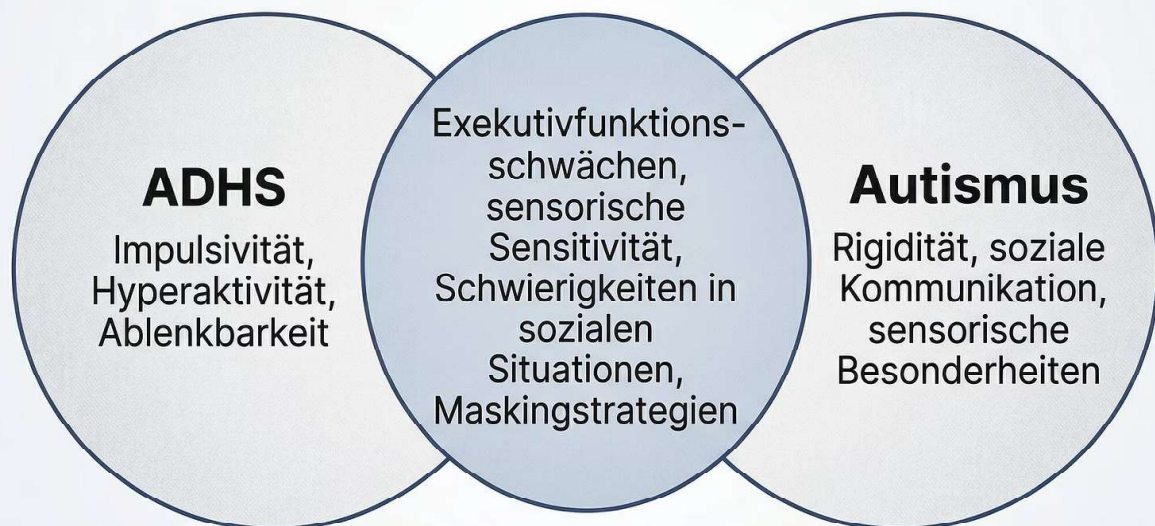 ADHS
Impulsivität,
Hyperaktivität,
Ablenkbarkeit
Exekutivfunktions-
schwächen,
sensorische
Sensitivität,
Schwierigkeiten in
sozialen
Situationen,
Maskingstrategien
Autismus
Rigidität, soziale
Kommunikation,
sensorische
Besonderheiten